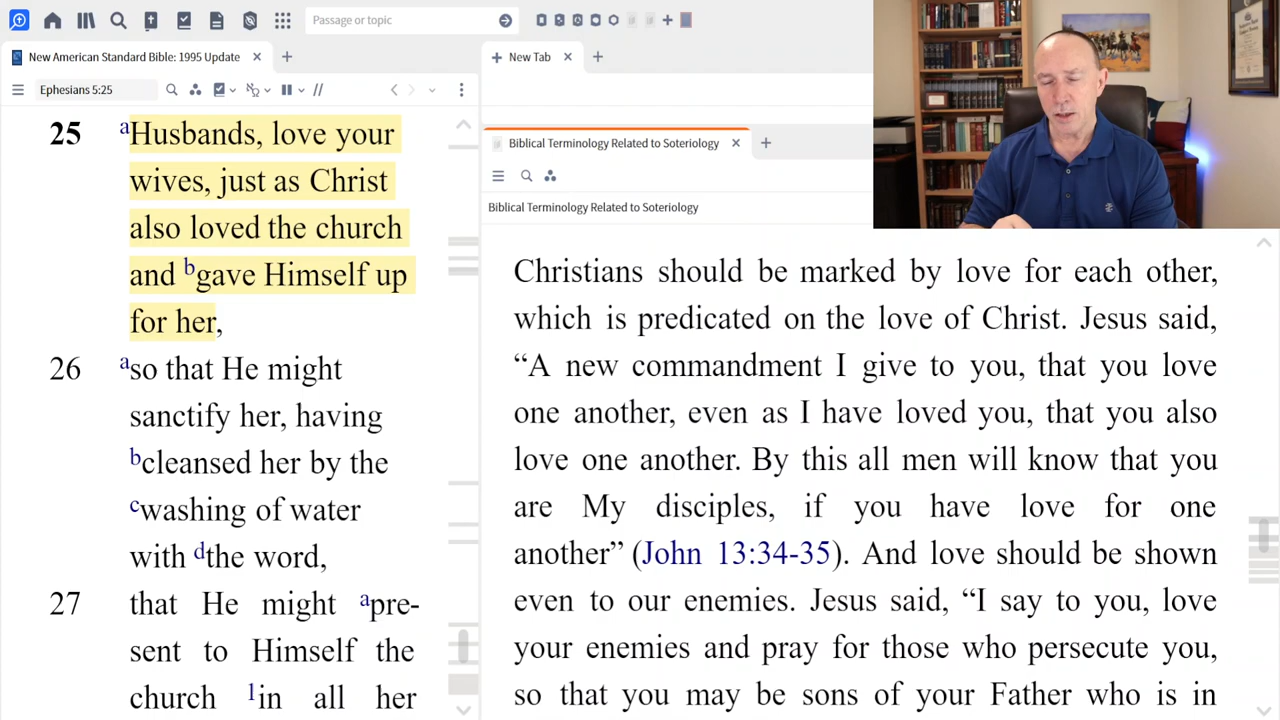 Passage or topic
New American Standard Bible: 1995 Update
New Tab
Ephesians 5:25
Biblical Terminology Related to Soteriology
Biblical Terminology Related to Soteriology
25 aHusbands, love your
wives, just as Christ
also loved the church
and bgave Himself up
for her,
26 aso that He might
sanctify her, having
bcleansed her by the
cwashing of water
with dthe word,
27 that He might apre-
sent to Himself the
church 1in all her
Christians should be marked by love for each other,
which is predicated on the love of Christ. Jesus said,
“A new commandment I give to you, that you love
one another, even as I have loved you, that you also
love one another. By this all men will know that you
are My disciples, if you have love for one
another” (John 13:34-35). And love should be shown
even to our enemies. Jesus said, “I say to you, love
your enemies and pray for those who persecute you,
so that you may be sons of your Father who is in